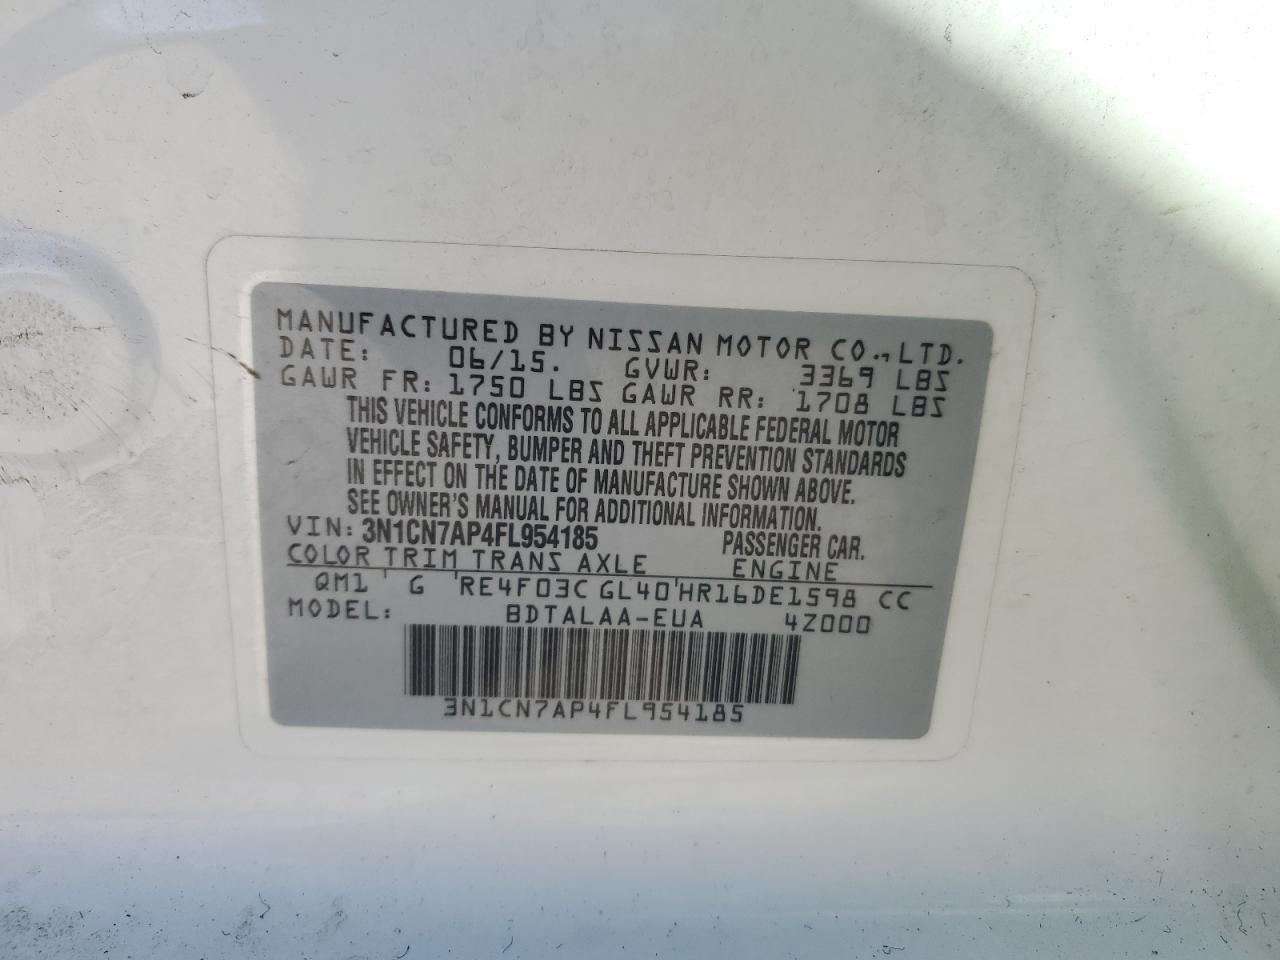 MANUFACTURED BY NISSAN MOTOR CO., LTD.
DATE: 06/15. GVWR: 3369 LBS
GAWR FR: 1750 LBS GAWR RR: 1708 LBS
THIS VEHICLE CONFORMS TO ALL APPLICABLE FEDERAL MOTOR
VEHICLE SAFETY, BUMPER AND THEFT PREVENTION STANDARDS
IN EFFECT ON THE DATE OF MANUFACTURE SHOWN ABOVE.
SEE OWNER'S MANUAL FOR ADDITIONAL INFORMATION.
VIN: 3N1CN7AP4FL954185 PASSENGER CAR.
COLOR TRIM TRANS AXLE ENGINE
QM1 G RE4F03C GL40 HR16DE1598 CC
MODEL: BDTALAA-EUA 4Z000
3N1CN7AP4FL954185